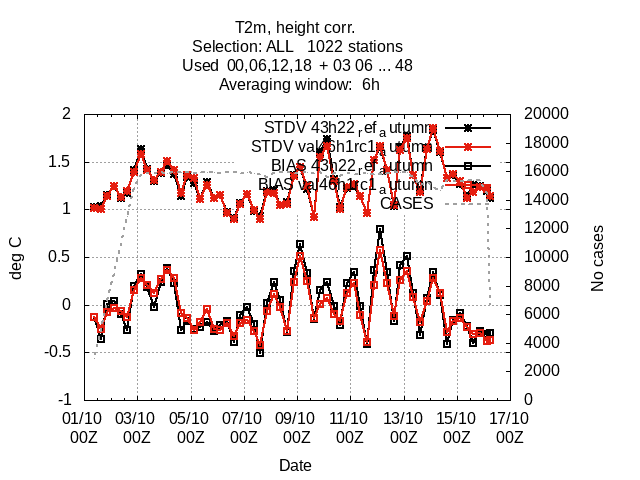 T2m, height corr.
Selection: ALL   1022 stations
Used  00,06,12,18  + 03 06 ... 48
Averaging window:  6h
STDV 43h22_ref_autumn
STDV val46h1rc1_autumn
BIAS 43h22_ref_autumn
BIAS val46h1rc1_autumn
CASES
2
1.5
1
0.5
0
-0.5
-1
deg C
20000
18000
16000
14000
12000
10000
8000
6000
4000
2000
0
No cases
01/10 03/10 05/10 07/10 09/10 11/10 13/10 15/10 17/10
00Z 00Z 00Z 00Z 00Z 00Z 00Z 00Z 00Z
Date